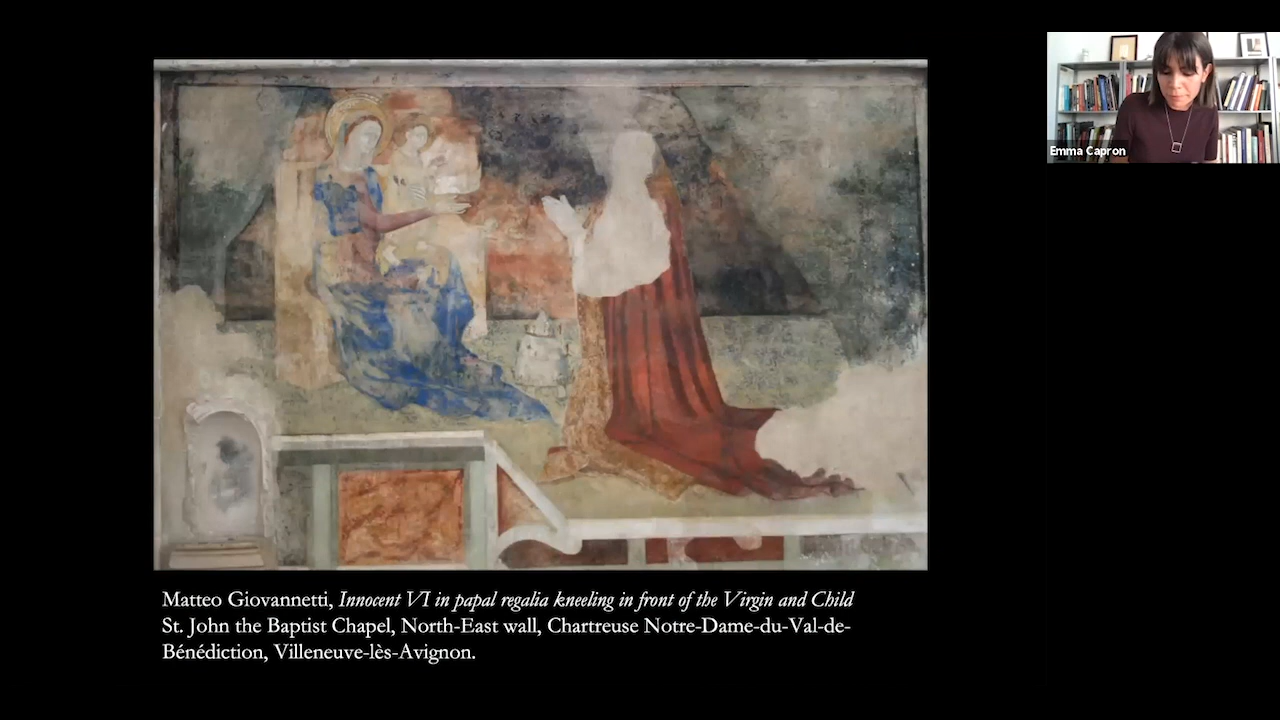 Emma Capron
Matteo Giovannetti, Innocent VI in papal regalia kneeling in front of the Virgin and Child
St. John the Baptist Chapel, North-East wall, Chartreuse Notre-Dame-du-Val-de-
Bénédiction, Villeneuve-lès-Avignon.